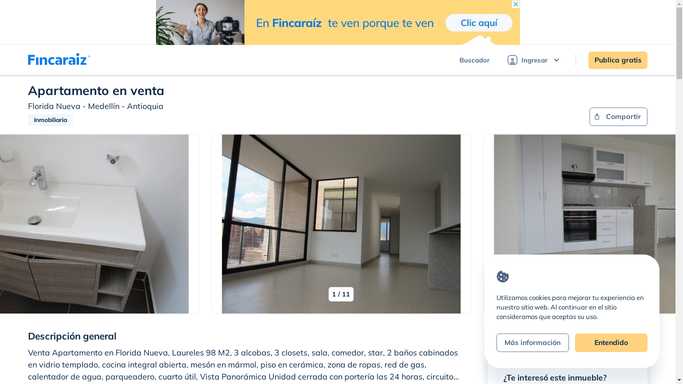 En Fincaraíz te ven porque te ven
Clic aquí
Fincaraíz
Buscador
Ingresar
Publica gratis
Apartamento en venta
Florida Nueva - Medellín - Antioquia
Inmobiliaria
Compartir
1 / 11
Utilizamos cookies para mejorar tu experiencia en
nuestro sitio web. Al continuar en el sitio
consideramos que aceptas su uso.
Más información
Entendido
Descripción general
Venta Apartamento en Florida Nueva, Laureles 98 M2, 3 alcobas, 3 closets, sala, comedor, star, 2 baños cabinados
en vidrio templado, cocina integral abierta, mesón en mármol, piso en cerámica, zona de ropas, red de gas,
calentador de agua, parqueadero, cuarto útil, Vista Panorámica Unidad cerrada con portería las 24 horas, circuito...
¿Te interesó este inmueble?